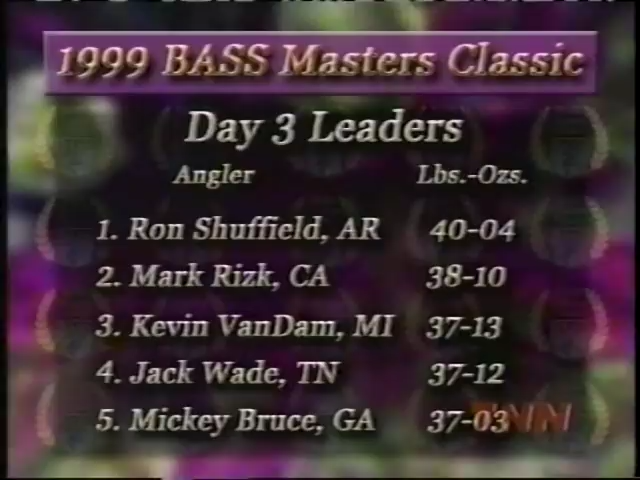 1999 BASS Masters Classic
Day 3 Leaders
Angler Lbs.-Ozs.
1. Ron Shuffield, AR 40-04
2. Mark Rizk, CA 38-10
3. Kevin VanDam, MI 37-13
4. Jack Wade, TN 37-12
5. Mickey Bruce, GA 37-03
TNN